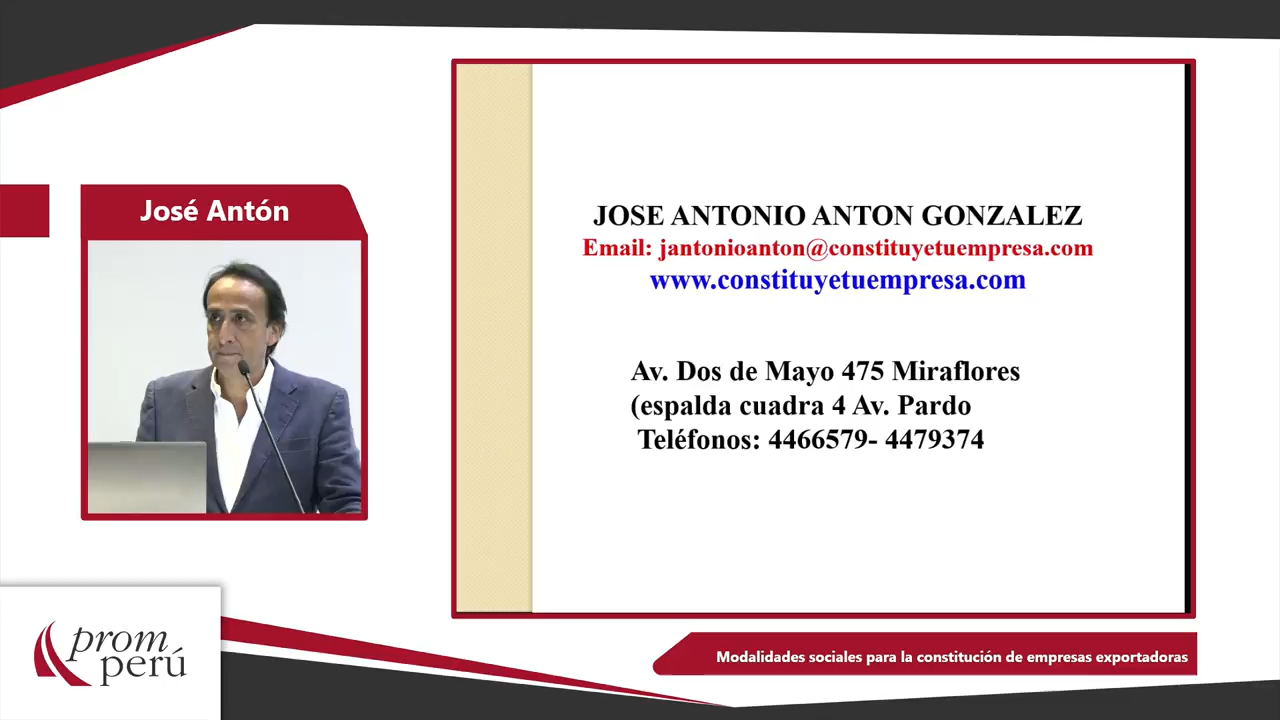 José Antón
JOSE ANTONIO ANTON GONZALEZ
Email: jantonioanton@constituyetuempresa.com
www.constituyetuempresa.com
Av. Dos de Mayo 475 Miraflores
(espalda cuadra 4 Av. Pardo
Teléfonos: 4466579- 4479374
prom
perú
Modalidades sociales para la constitución de empresas exportadoras